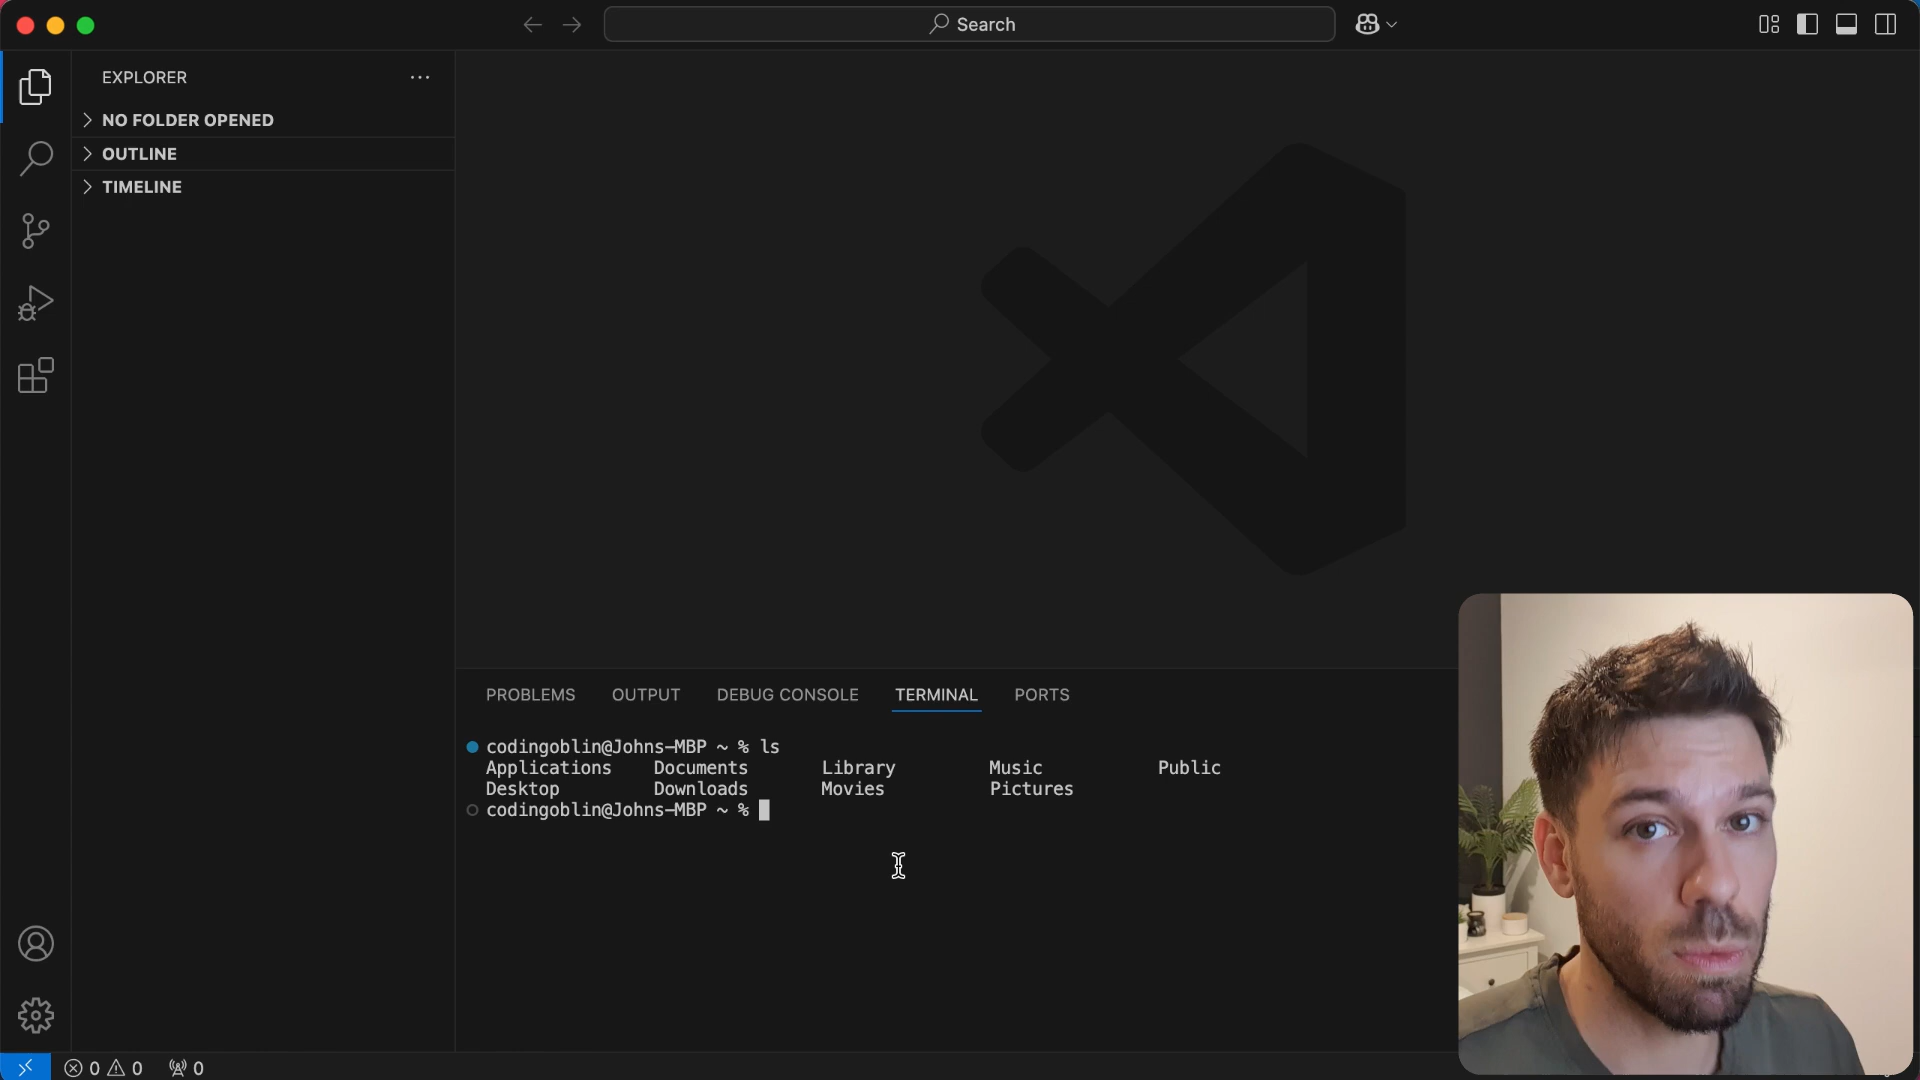 Search
EXPLORER
NO FOLDER OPENED
OUTLINE
TIMELINE
PROBLEMS OUTPUT DEBUG CONSOLE TERMINAL PORTS
codingoblin@Johns-MBP ~ % ls
Applications Documents Library Music Public
Desktop Downloads Movies Pictures
codingoblin@Johns-MBP ~ %
0 0 0